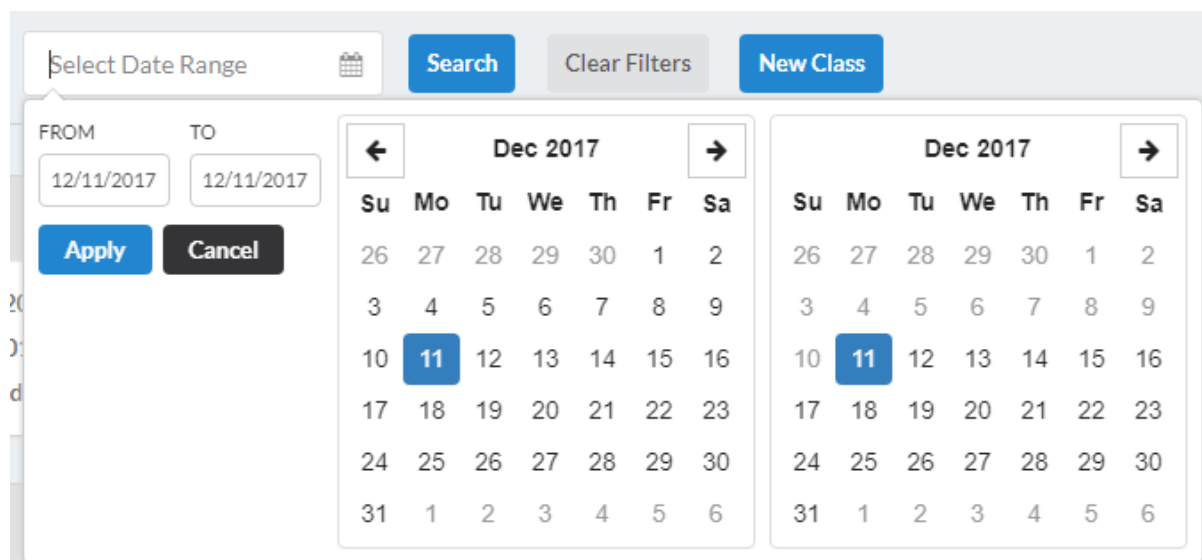 Select Date Range Search Clear Filters New Class
FROM TO
12/11/2017 12/11/2017
Apply Cancel
Dec 2017
Su Mo Tu We Th Fr Sa
26 27 28 29 30 1 2
3 4 5 6 7 8 9
10 11 12 13 14 15 16
17 18 19 20 21 22 23
24 25 26 27 28 29 30
31 1 2 3 4 5 6
Dec 2017
Su Mo Tu We Th Fr Sa
26 27 28 29 30 1 2
3 4 5 6 7 8 9
10 11 12 13 14 15 16
17 18 19 20 21 22 23
24 25 26 27 28 29 30
31 1 2 3 4 5 6